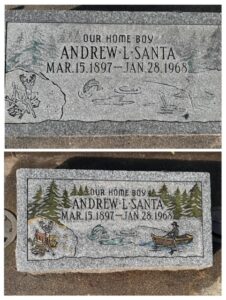 OUR HOME BOY
ANDREW · L · SANTA
MAR. 15. 1897 — JAN. 28. 1968
OUR HOME BOY
ANDREW · L · SANTA
MAR. 15. 1897 — JAN. 28. 1968